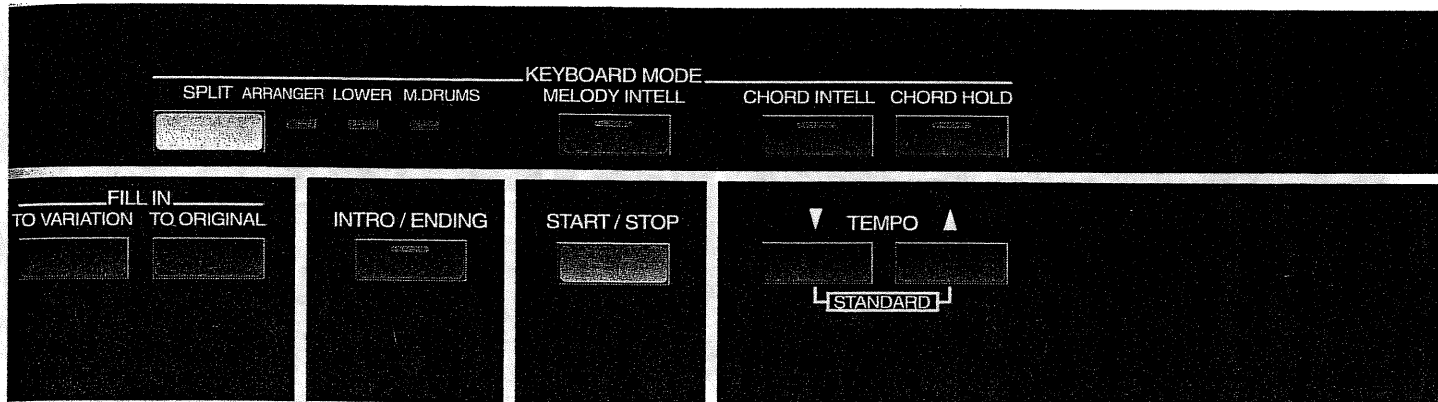 KEYBOARD MODE
SPLIT ARRANGER LOWER M.DRUMS MELODY INTELL CHORD INTELL CHORD HOLD
FILL IN
TO VARIATION TO ORIGINAL INTRO / ENDING START / STOP ▼ TEMPO ▲
STANDARD